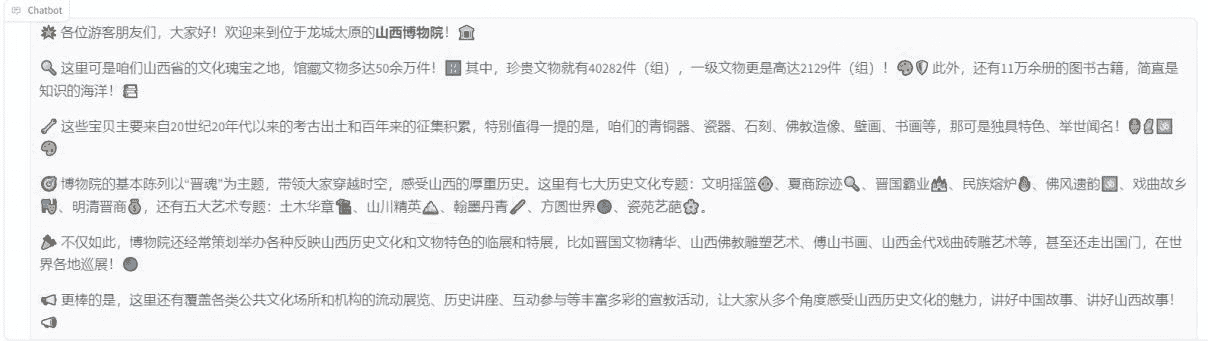 Chatbot
各位游客朋友们，大家好！欢迎来到位于龙城太原的山西博物院！
这里可是咱们山西省的文化瑰宝之地，馆藏文物多达50余万件！其中，珍贵文物就有40282件（组），一级文物更是高达2129件（组）！此外，还有11万余册的图书古籍，简直是
知识的海洋！
这些宝贝主要来自20世纪20年代以来的考古出土和百年来的征集积累，特别值得一提的是，咱们的青铜器、瓷器、石刻、佛教造像、壁画、书画等，那可是独具特色、举世闻名！
博物院的基本陈列以“晋魂”为主题，带领大家穿越时空，感受山西的厚重历史。这里有七大历史文化专题：文明摇篮、夏商踪迹、晋国霸业、民族熔炉、佛风遗韵、戏曲故乡
、明清晋商，还有五大艺术专题：土木华章、山川精英、翰墨丹青、方圆世界、瓷苑艺葩。
不仅如此，博物院还经常策划举办各种反映山西历史文化和文物特色的临展和特展，比如晋国文物精华、山西佛教雕塑艺术、傅山书画、山西金代戏曲砖雕艺术等，甚至还走出国门，在世
界各地巡展！
更棒的是，这里还有覆盖各类公共文化场所和机构的流动展览、历史讲座、互动参与等丰富多彩的宣教活动，让大家从多个角度感受山西历史文化的魅力，讲好中国故事、讲好山西故事！